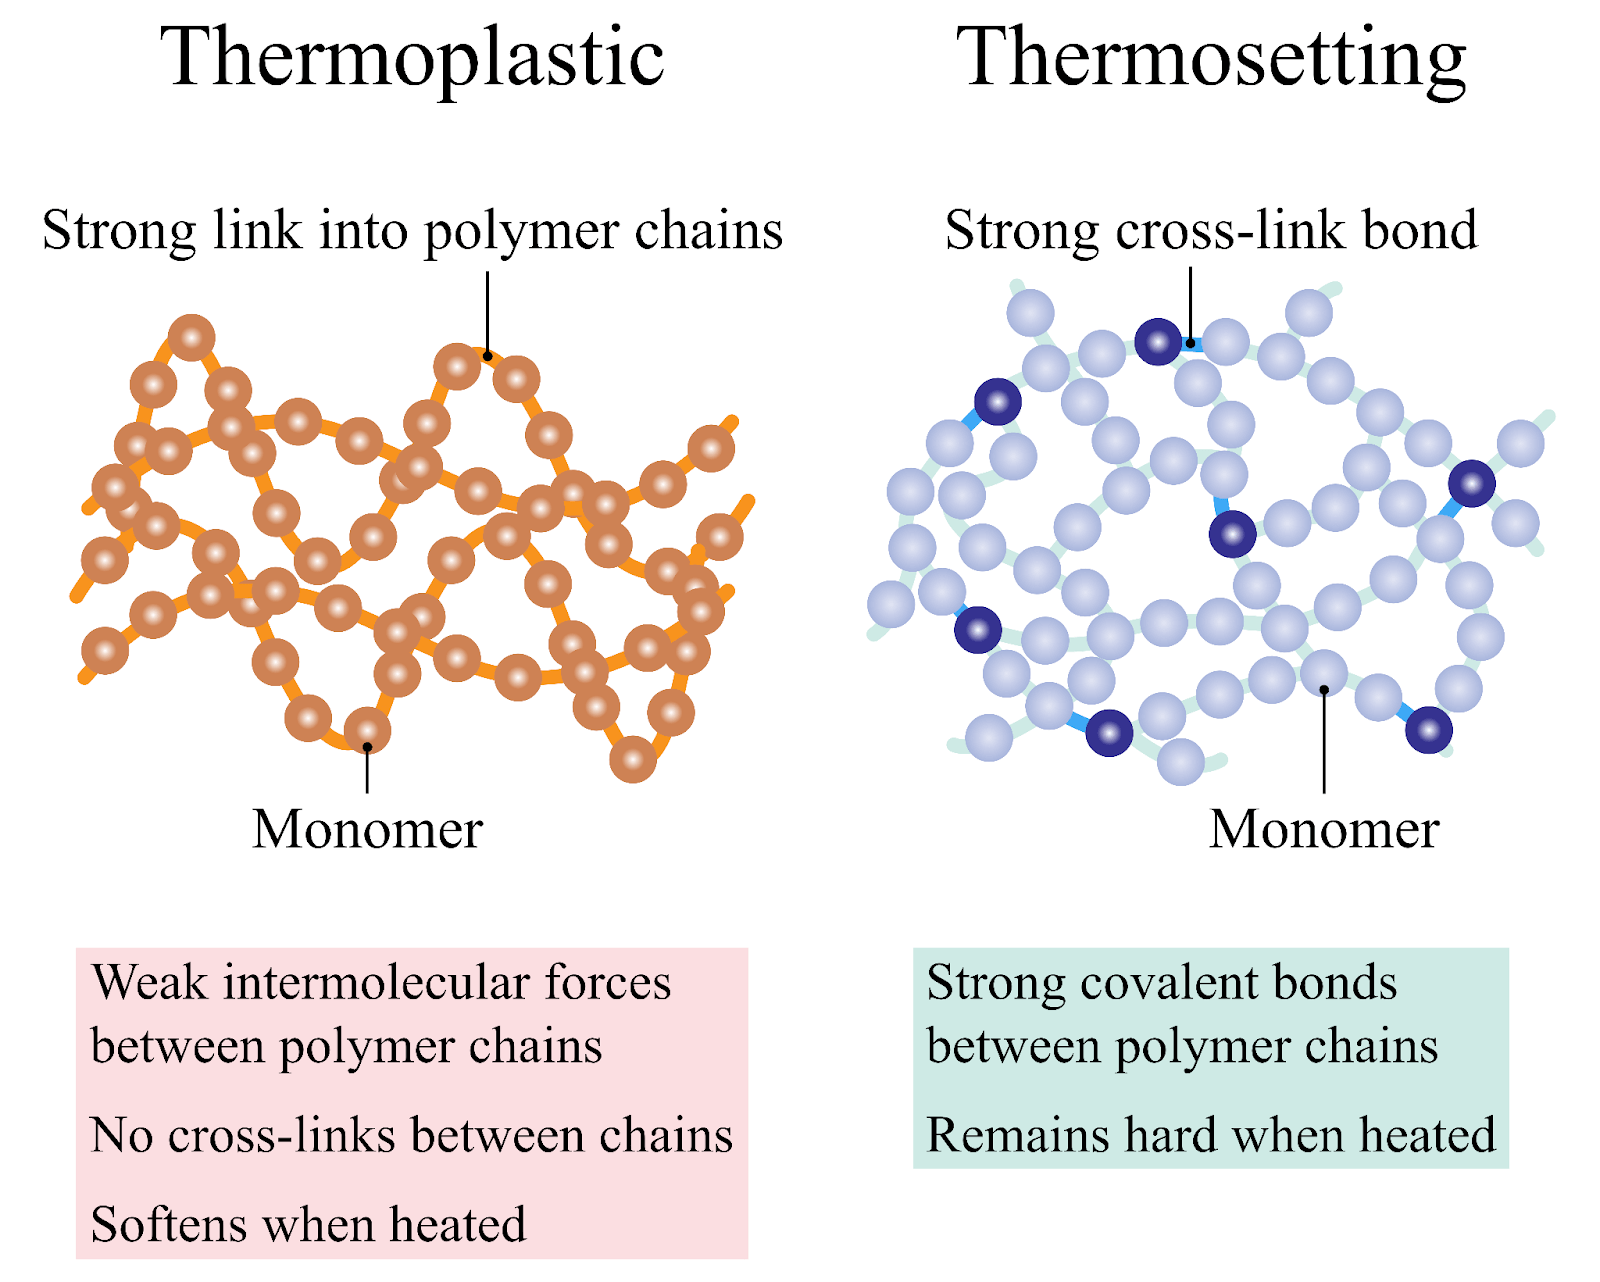 Thermoplastic
Thermosetting
Strong link into polymer chains
Strong cross-link bond
Monomer
Monomer
Weak intermolecular forces
between polymer chains
No cross-links between chains
Softens when heated
Strong covalent bonds
between polymer chains
Remains hard when heated